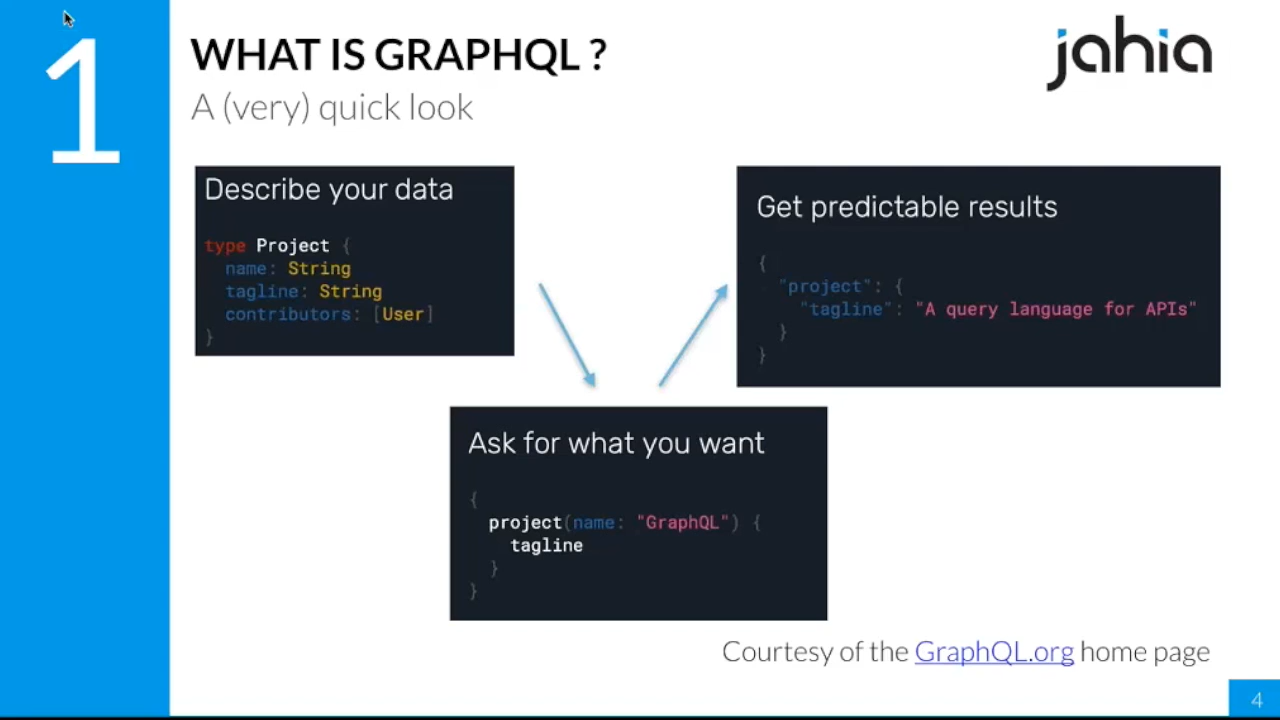 1
WHAT IS GRAPHQL ?
A (very) quick look
jahia
Describe your data
type Project {
  name: String
  tagline: String
  contributors: [User]
}
Ask for what you want
{
  project(name: "GraphQL") {
    tagline
  }
}
Get predictable results
{
  "project": {
    "tagline": "A query language for APIs"
  }
}
Courtesy of the GraphQL.org home page
4